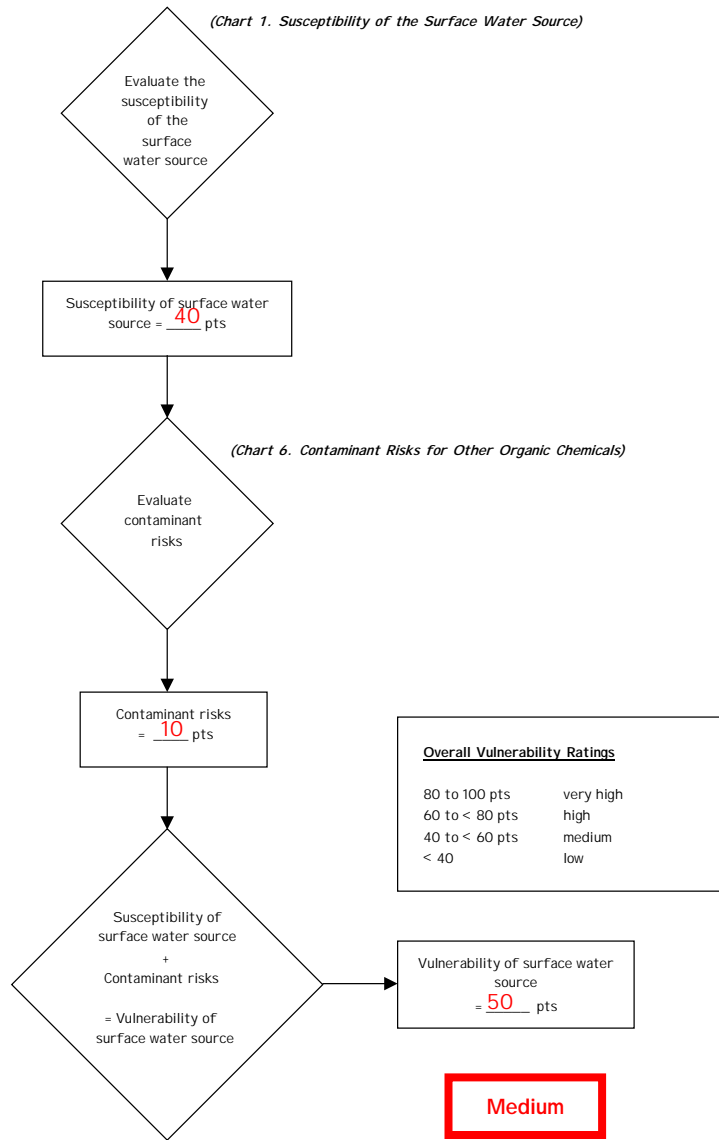 (Chart 1. Susceptibility of the Surface Water Source)
Evaluate the
susceptibility
of the
surface
water source
Susceptibility of surface water
source = 40 pts
(Chart 6. Contaminant Risks for Other Organic Chemicals)
Evaluate
contaminant
risks
Contaminant risks
= 10 pts
Overall Vulnerability Ratings
80 to 100 pts very high
60 to < 80 pts high
40 to < 60 pts medium
< 40 low
Susceptibility of
surface water source
+
Contaminant risks
= Vulnerability of
surface water source
Vulnerability of surface water
source
= 50 pts
Medium